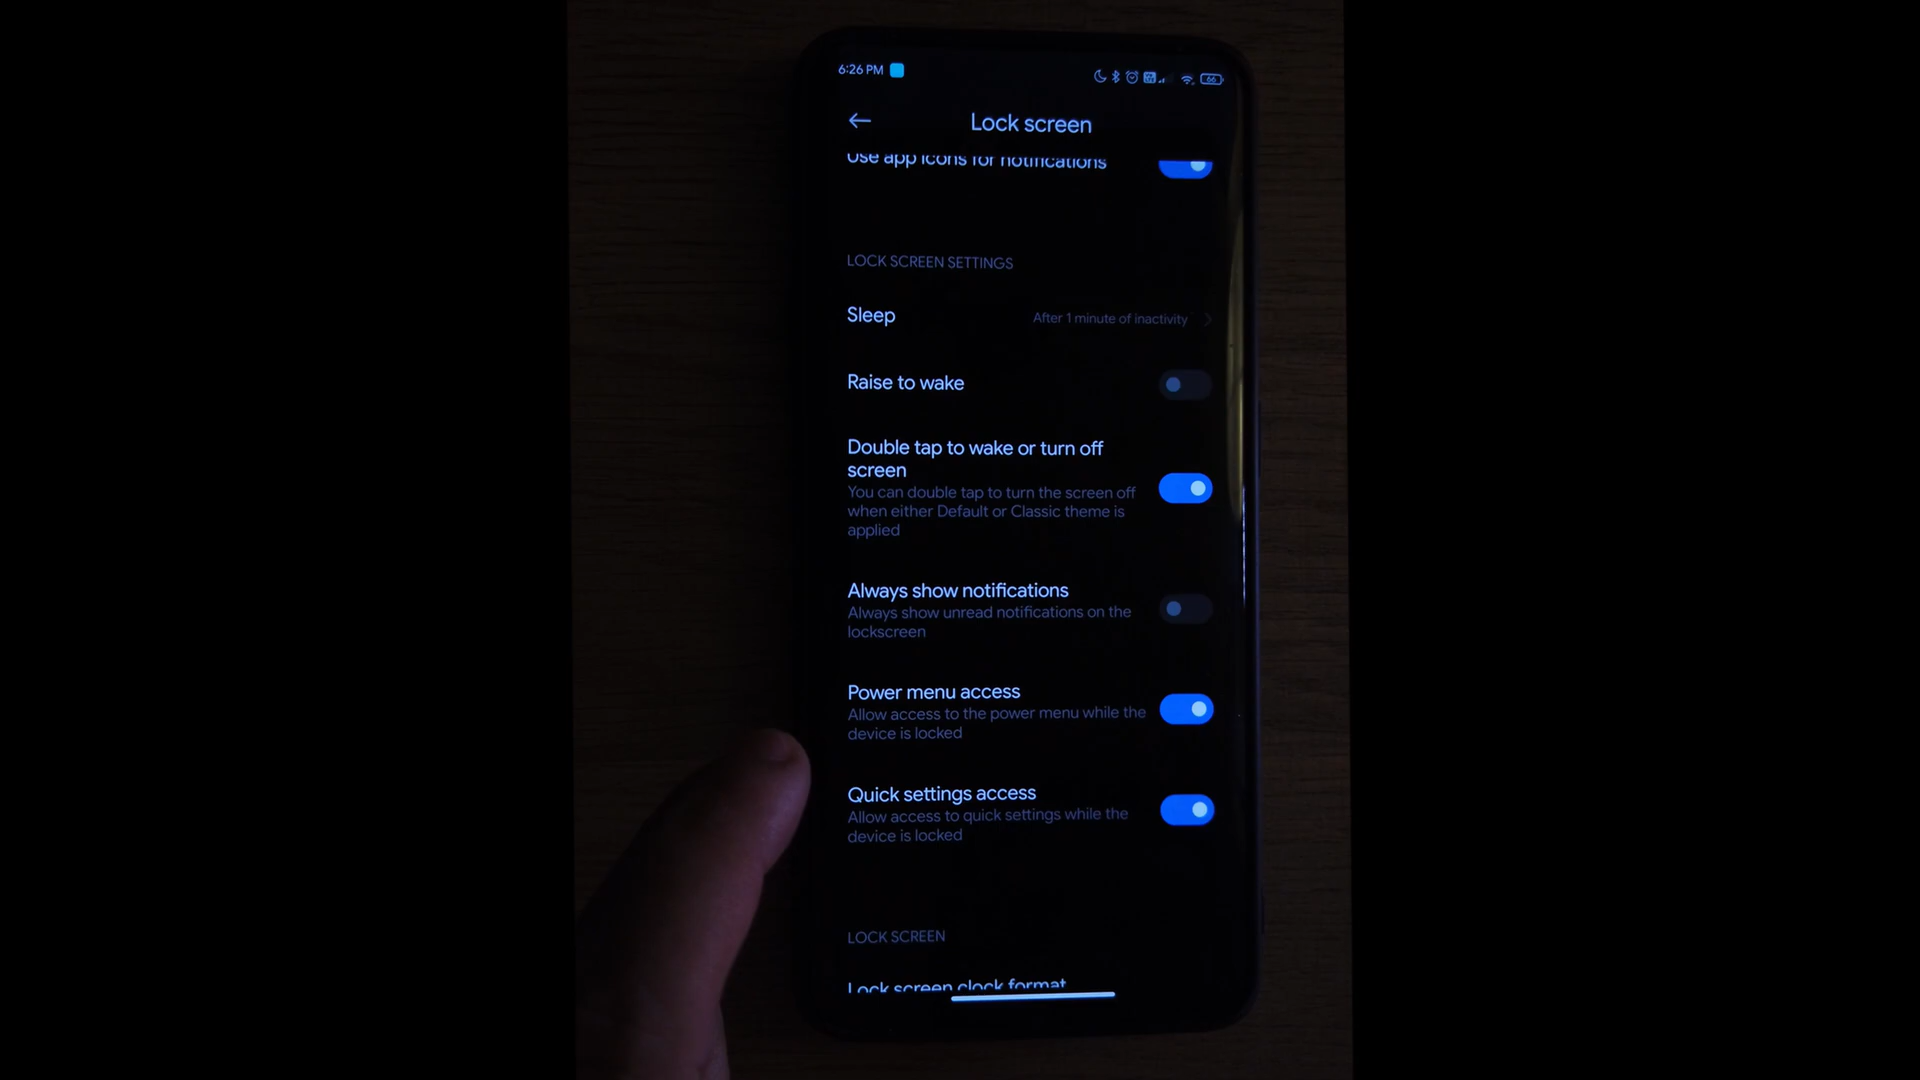 6:26 PM
66
Lock screen
Use app icons for notifications
LOCK SCREEN SETTINGS
Sleep
After 1 minute of inactivity
Raise to wake
Double tap to wake or turn off
screen
You can double tap to turn the screen off
when either Default or Classic theme is
applied
Always show notifications
Always show unread notifications on the
lockscreen
Power menu access
Allow access to the power menu while the
device is locked
Quick settings access
Allow access to quick settings while the
device is locked
LOCK SCREEN
Lock screen clock format